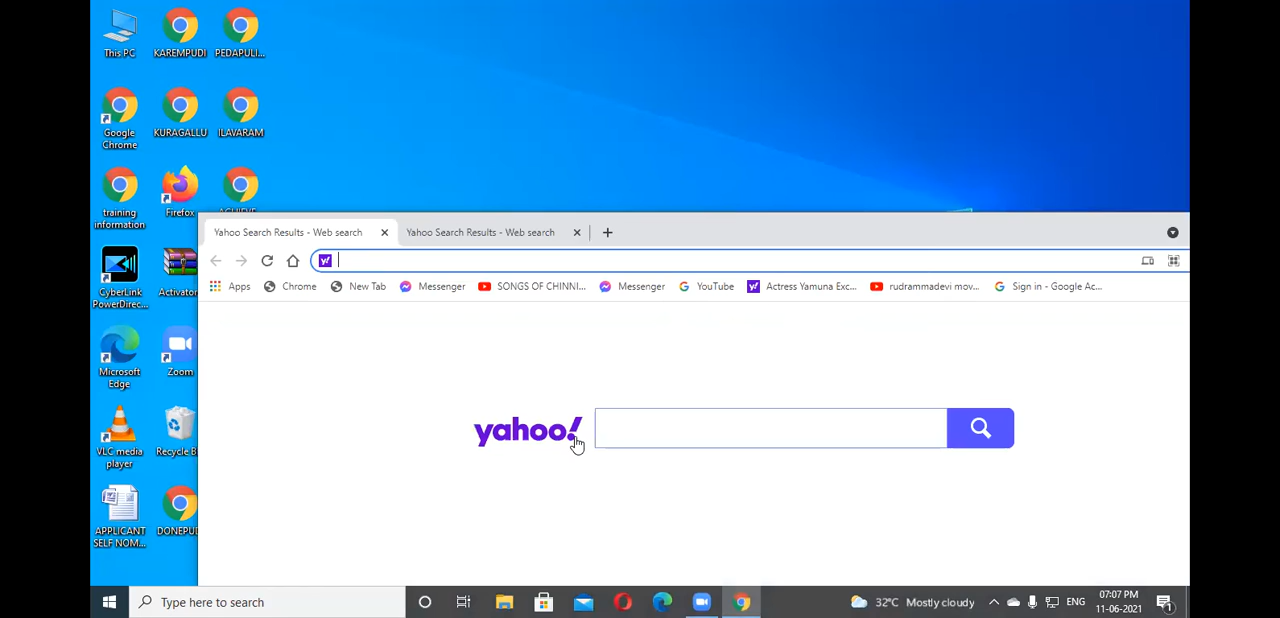 This PC
KAREMPUDI
PEDAPULI...
Google
Chrome
KURAGALLU
ILAVARAM
training
information
Firefox
CyberLink
PowerDirec...
Microsoft
Edge
Zoom
VLC media
player
APPLICANT
SELF NOM...
Yahoo Search Results - Web search
Yahoo Search Results - Web search
Apps
Chrome
New Tab
Messenger
SONGS OF CHINNI...
Messenger
YouTube
Actress Yamuna Exc...
rudrammadevi mov...
Sign in - Google Ac...
yahoo!
Type here to search
32°C Mostly cloudy
ENG
07:07 PM
11-06-2021
1